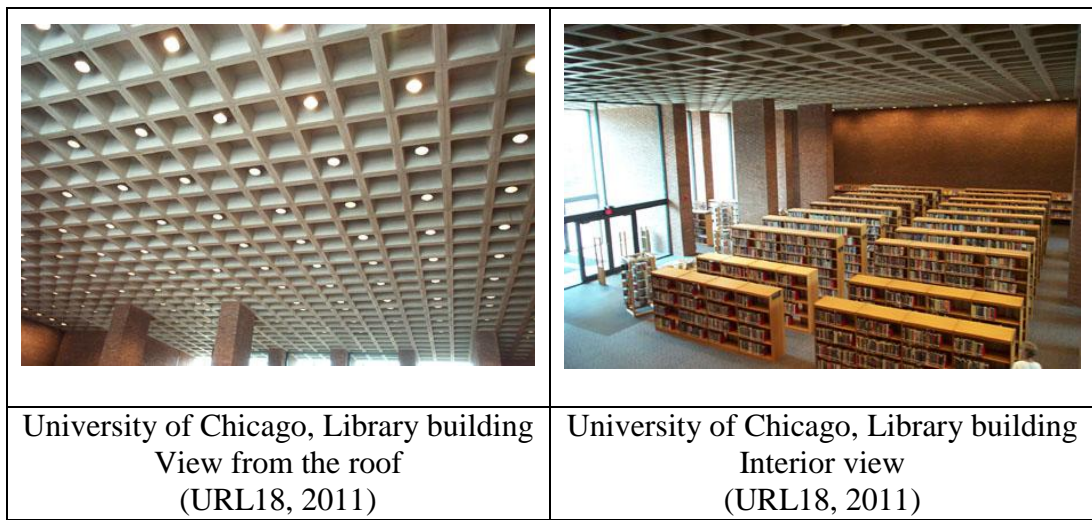 University of Chicago, Library building
View from the roof
(URL18, 2011)
University of Chicago, Library building
Interior view
(URL18, 2011)